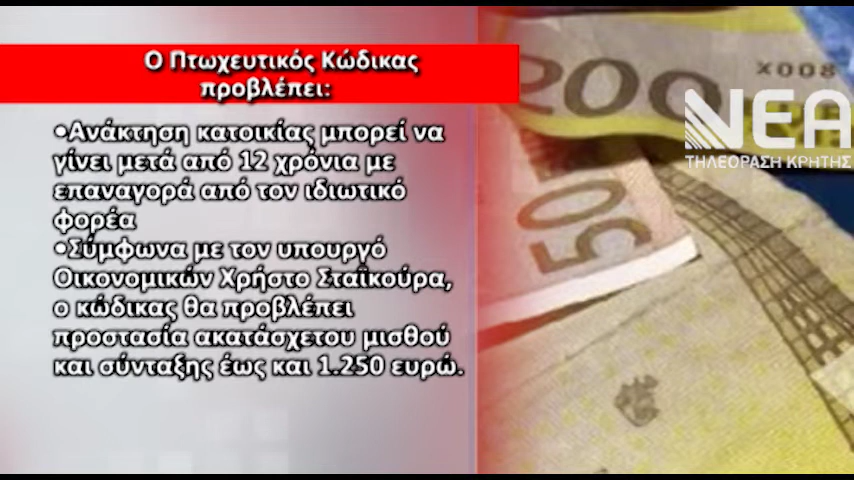 Ο Πτωχευτικός Κώδικας
προβλέπει:
•Ανάκτηση κατοικίας μπορεί να
γίνει μετά από 12 χρόνια με
επαναγορά από τον ιδιωτικό
φορέα
•Σύμφωνα με τον υπουργό
Οικονομικών Χρήστο Σταϊκούρα,
ο κώδικας θα προβλέπει
προστασία ακατάσχετου μισθού
και σύνταξης έως και 1.250 ευρώ.
200
X008
ΝΕΑ
ΤΗΛΕΟΡΑΣΗ ΚΡΗΤΗΣ
50